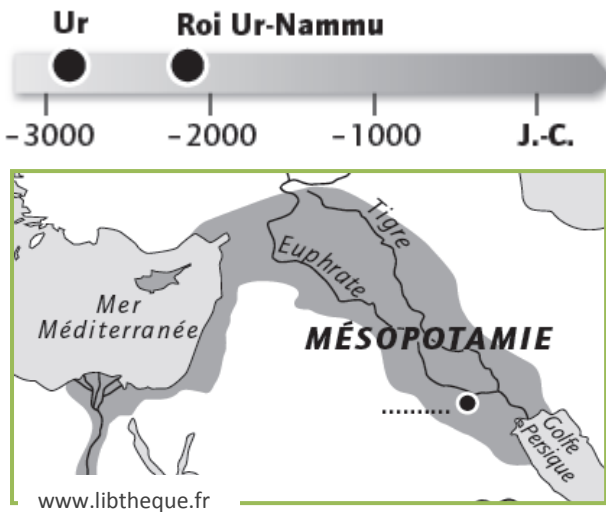 Ur Roi Ur-Nammu
-3000 -2000 -1000 J.-C.
Tigre
Euphrate
Mer
Méditerranée
MÉSOPOTAMIE
..........
Golfe
Persique
www.libtheque.fr